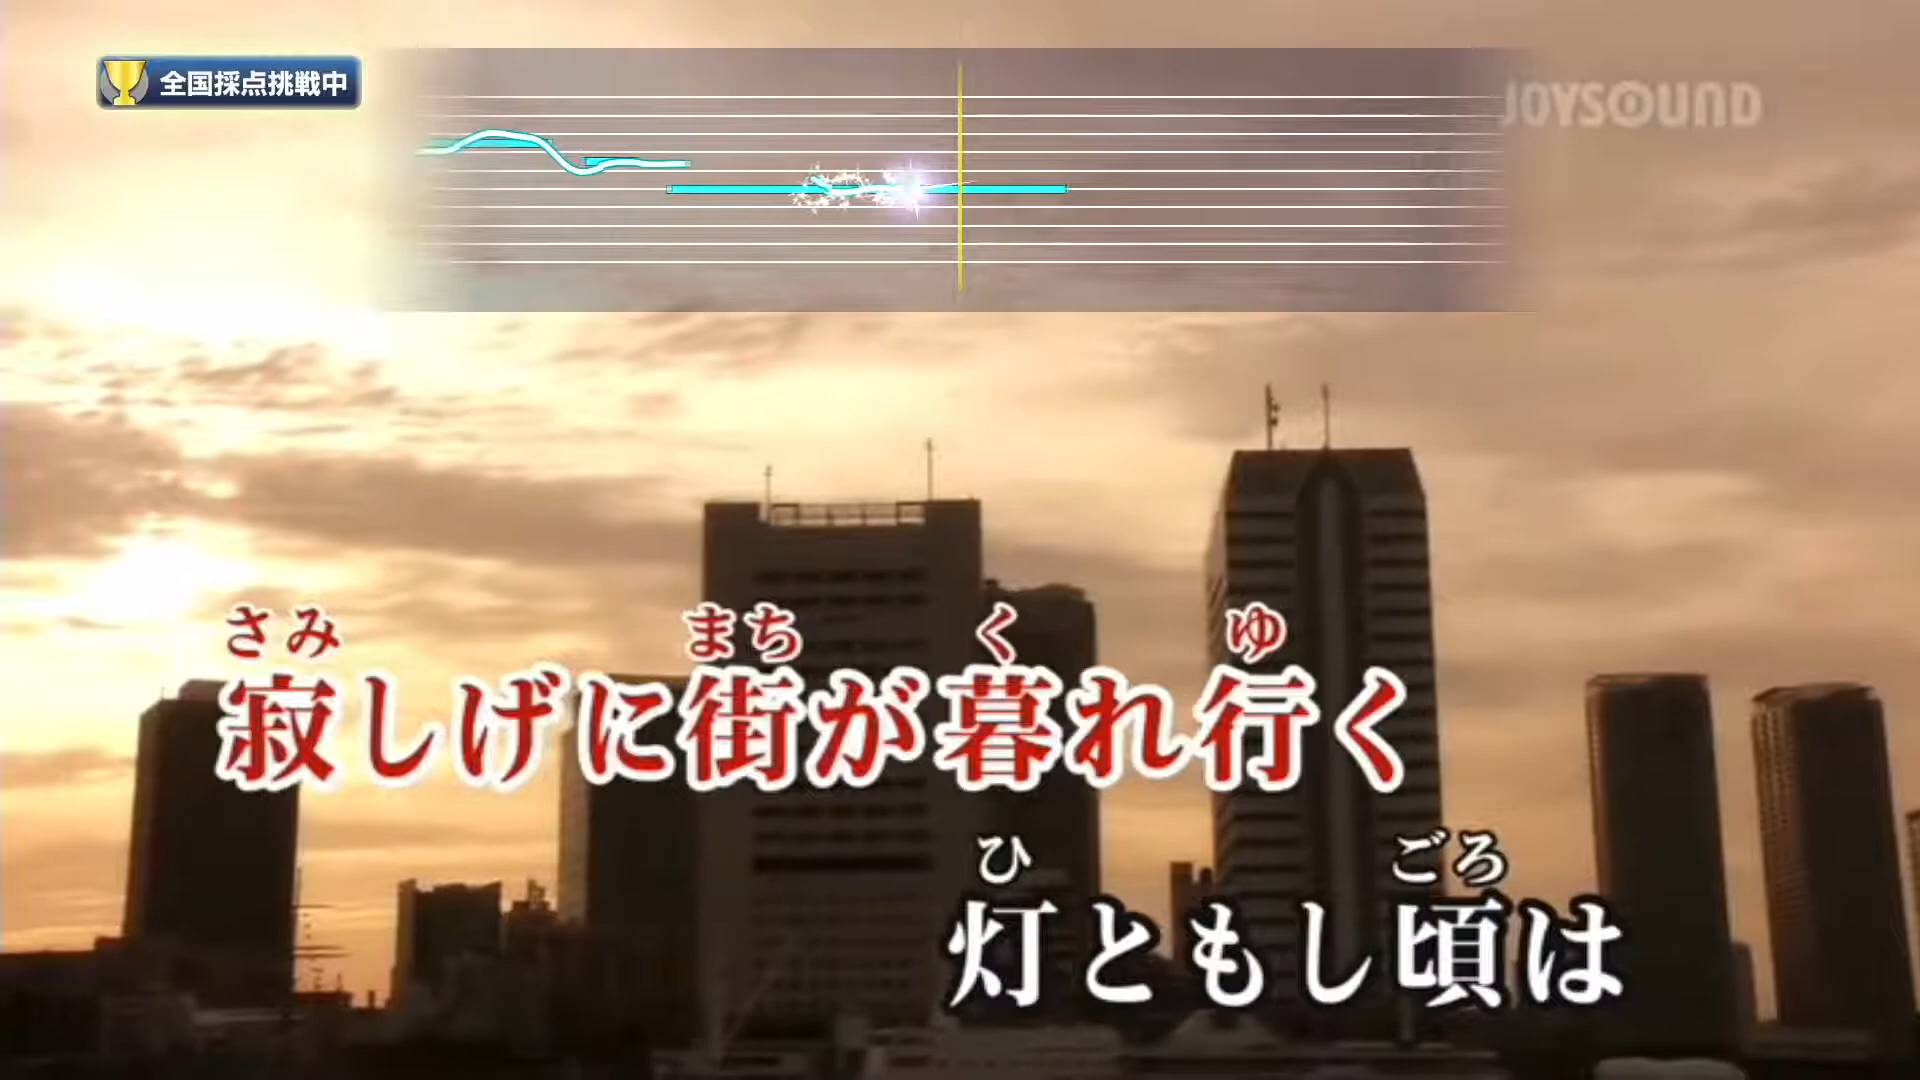 全国採点挑戦中
JOYSOUND
さみ まち く ゆ
寂しげに街が暮れ行く
ひ ごろ
灯ともし頃は